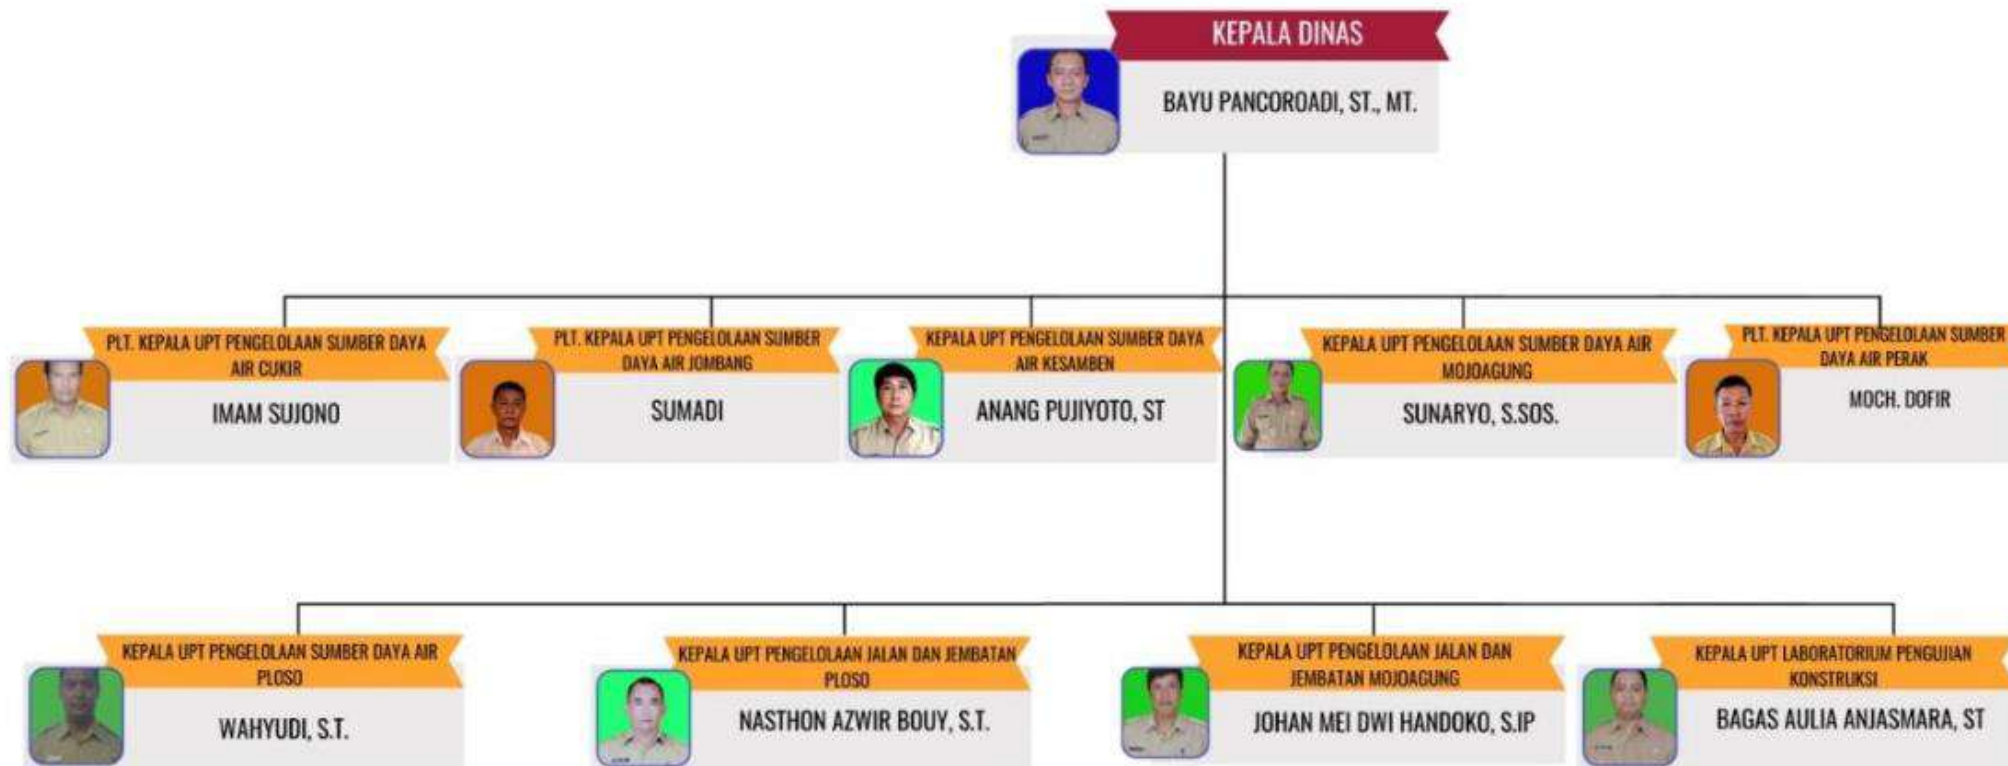 KEPALA DINAS
BAYU PANCOROADI, ST., MT.
PLT. KEPALA UPT PENGELOLAAN SUMBER DAYA
AIR CUKIR
IMAM SUJONO
PLT. KEPALA UPT PENGELOLAAN SUMBER
DAYA AIR JOMBANG
SUMADI
KEPALA UPT PENGELOLAAN SUMBER DAYA
AIR KESAMBEN
ANANG PUJIYOTO, ST
KEPALA UPT PENGELOLAAN SUMBER DAYA AIR
MOJOAGUNG
SUNARYO, S.SOS.
PLT. KEPALA UPT PENGELOLAAN SUMBER
DAYA AIR PERAK
MOCH. DOFIR
KEPALA UPT PENGELOLAAN SUMBER DAYA AIR
PLOSO
WAHYUDI, S.T.
KEPALA UPT PENGELOLAAN JALAN DAN JEMBATAN
PLOSO
NASTHON AZWIR BOUY, S.T.
KEPALA UPT PENGELOLAAN JALAN DAN
JEMBATAN MOJOAGUNG
JOHAN MEI DWI HANDOKO, S.IP
KEPALA UPT LABORATORIUM PENGUJIAN
KONSTRUKSI
BAGAS AULIA ANJASMARA, ST